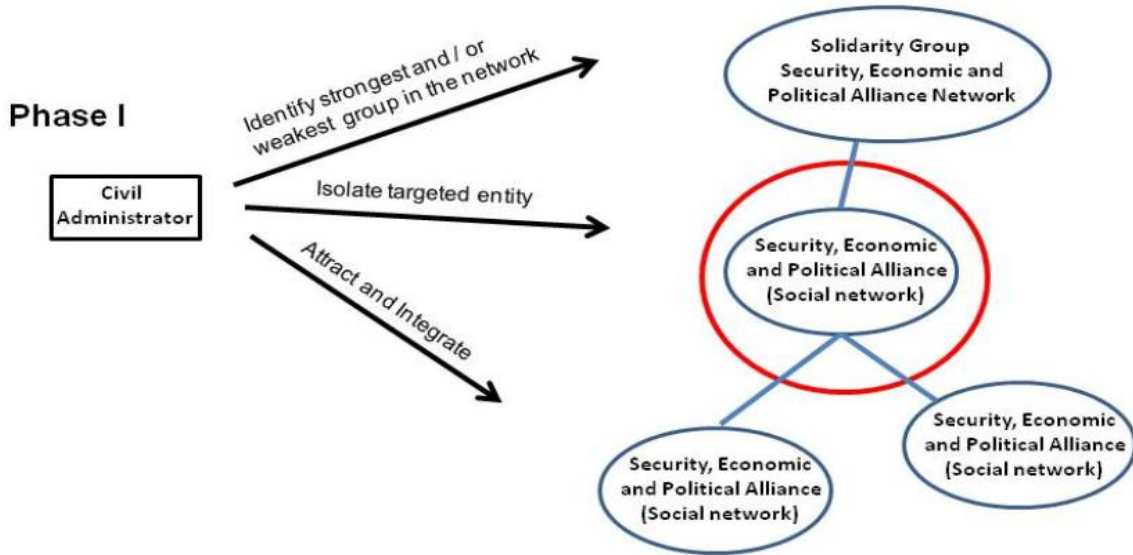 Phase I
Civil
Administrator
Identify strongest and / or
weakest group in the network
Isolate targeted entity
Attract and Integrate
Solidarity Group
Security, Economic and
Political Alliance Network
Security, Economic
and Political Alliance
(Social network)
Security, Economic
and Political Alliance
(Social network)
Security, Economic
and Political Alliance
(Social network)